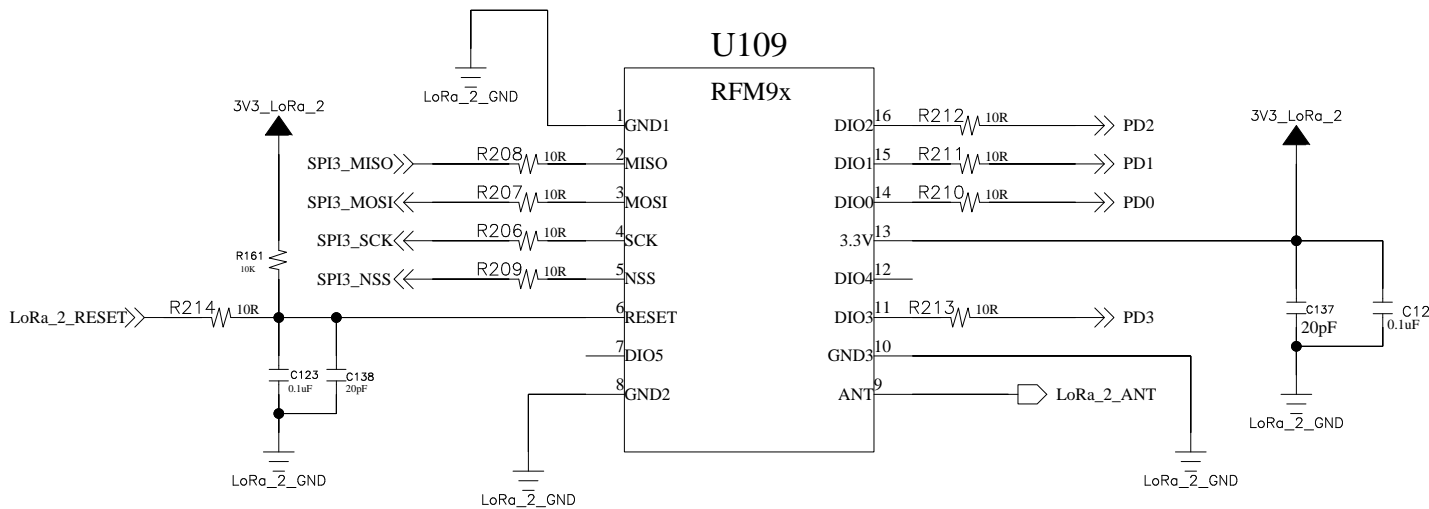 U109
RFM9x
LoRa_2_GND
3V3_LoRa_2
3V3_LoRa_2
1
GND1
DIO2
16
R212
10R
PD2
SPI3_MISO
R208
10R
2
MISO
DIO1
15
R211
10R
PD1
SPI3_MOSI
R207
10R
3
MOSI
DIO0
14
R210
10R
PD0
SPI3_SCK
R206
10R
4
SCK
3.3V
13
R161
10K
SPI3_NSS
R209
10R
5
NSS
DIO4
12
LoRa_2_RESET
R214
10R
6
RESET
DIO3
11
R213
10R
PD3
C137
20pF
C12
0.1uF
7
DIO5
GND3
10
C123
0.1uF
C138
20pF
8
GND2
ANT
9
LoRa_2_ANT
LoRa_2_GND
LoRa_2_GND
LoRa_2_GND
LoRa_2_GND